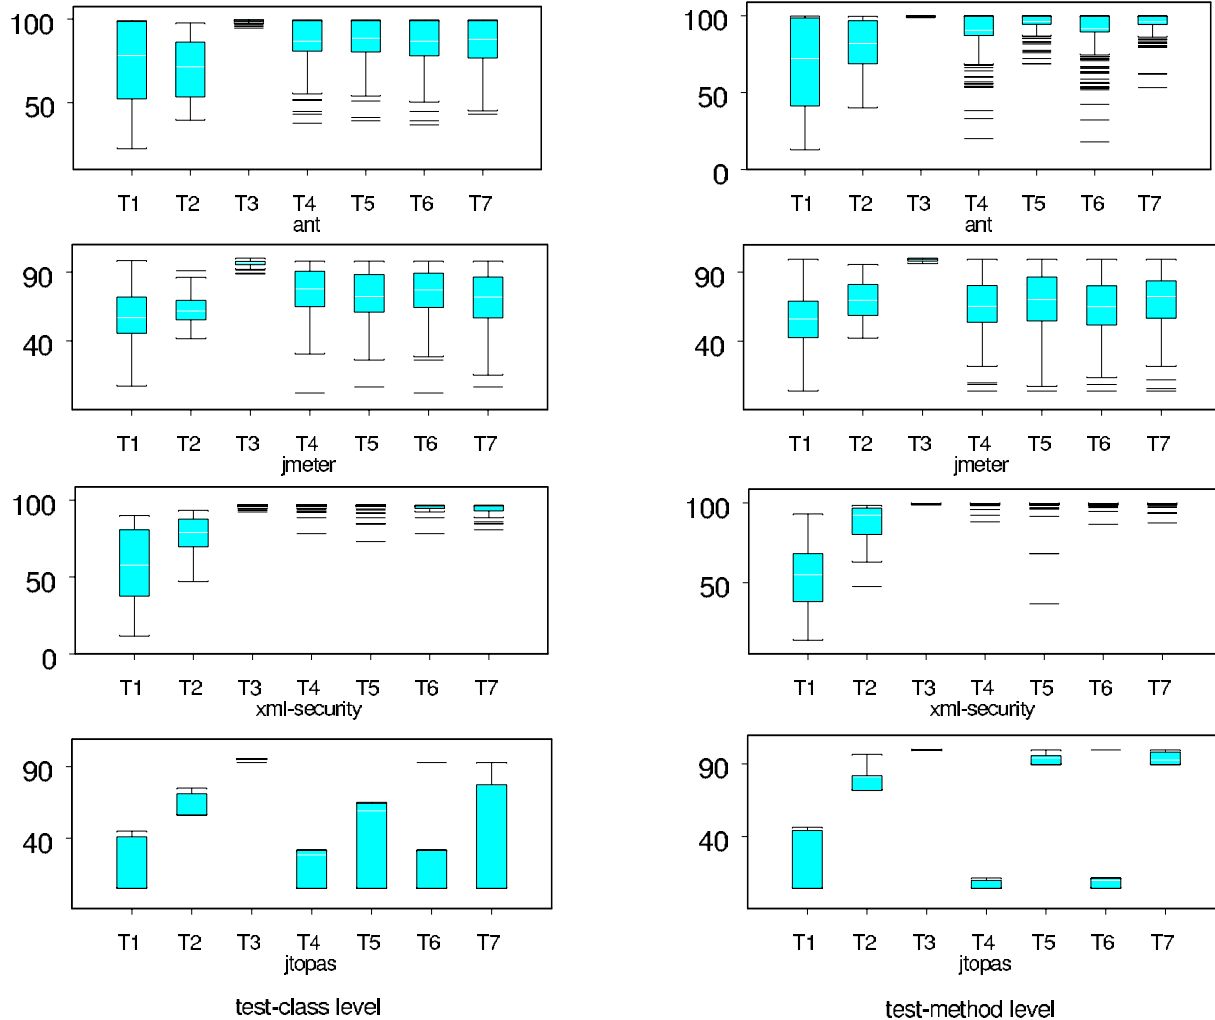 100
50
T1 T2 T3 T4 T5 T6 T7
ant
100
50
0
T1 T2 T3 T4 T5 T6 T7
ant
90
40
T1 T2 T3 T4 T5 T6 T7
jmeter
90
40
T1 T2 T3 T4 T5 T6 T7
jmeter
100
50
0
T1 T2 T3 T4 T5 T6 T7
xml-security
100
50
T1 T2 T3 T4 T5 T6 T7
xml-security
90
40
T1 T2 T3 T4 T5 T6 T7
jtopas
90
40
T1 T2 T3 T4 T5 T6 T7
jtopas
test-class level
test-method level